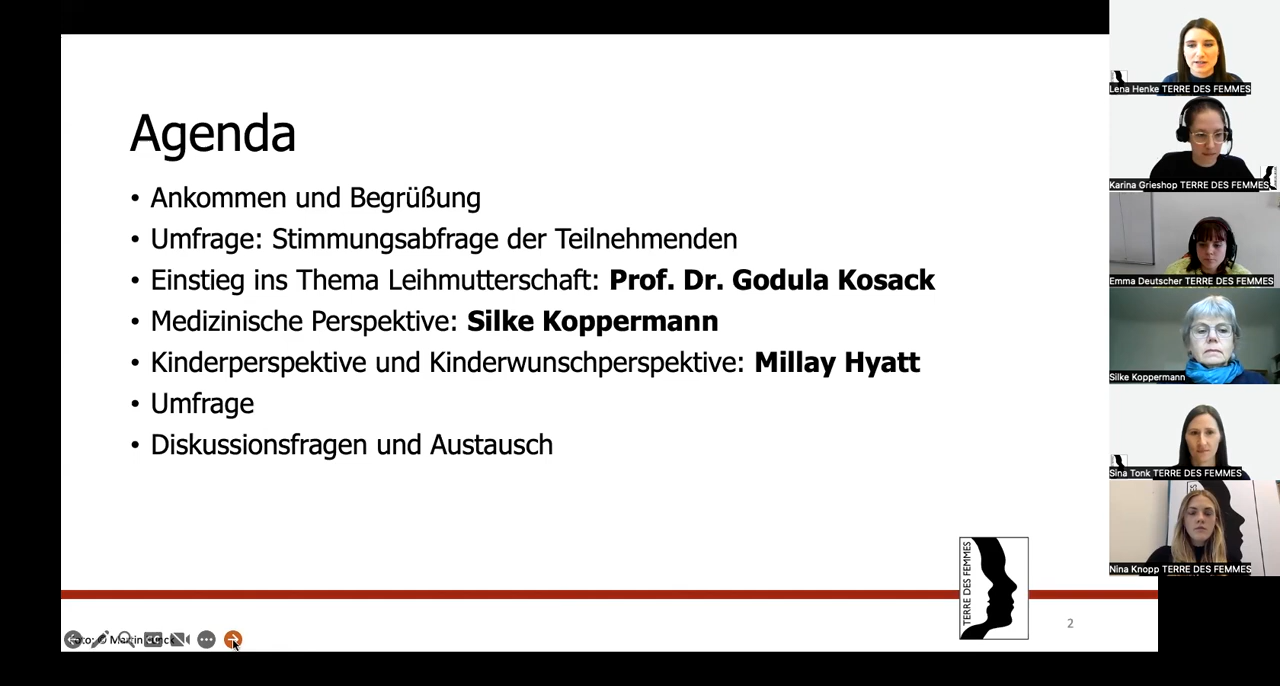 Agenda
• Ankommen und Begrüßung
• Umfrage: Stimmungsabfrage der Teilnehmenden
• Einstieg ins Thema Leihmutterschaft: Prof. Dr. Godula Kosack
• Medizinische Perspektive: Silke Koppermann
• Kinderperspektive und Kinderwunschperspektive: Millay Hyatt
• Umfrage
• Diskussionsfragen und Austausch
TERRE DES FEMMES
2
Lena Henke TERRE DES FEMMES
Karina Grieshop TERRE DES FEMMES
Emma Deutscher TERRE DES FEMMES
Silke Koppermann
Sina Tonk TERRE DES FEMMES
Nina Knopp TERRE DES FEMMES